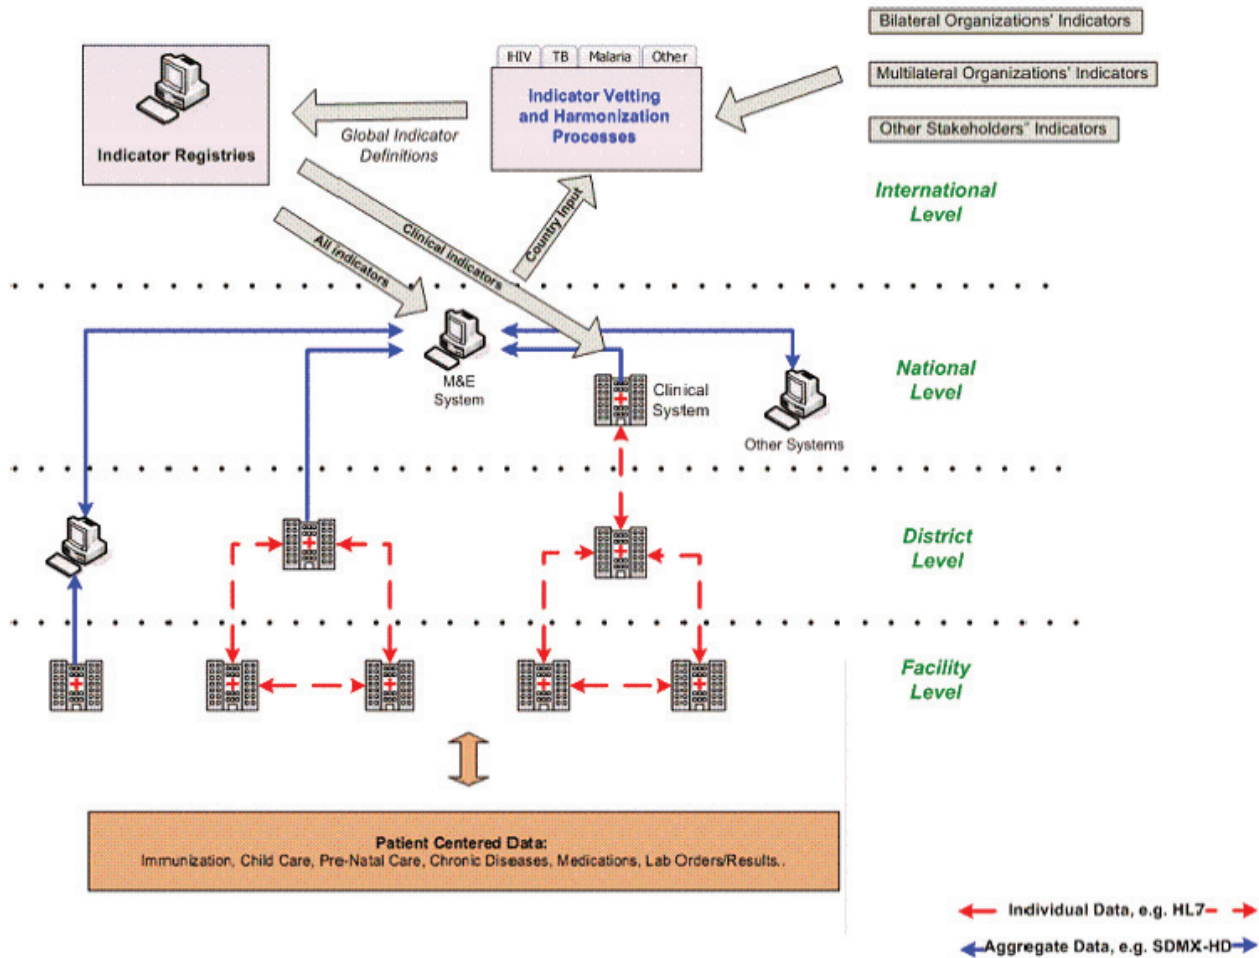 Bilateral Organizations' Indicators
Multilateral Organizations' Indicators
Other Stakeholders" Indicators
HIV TB Malaria Other
Indicator Vetting
and Harmonization
Processes
Indicator Registries
Global Indicator
Definitions
International
Level
All indicators
Clinical indicators
Country Input
M&E
System
Clinical
System
Other Systems
National
Level
District
Level
Facility
Level
Patient Centered Data:
Immunization, Child Care, Pre-Natal Care, Chronic Diseases, Medications, Lab Orders/Results..
Individual Data, e.g. HL7
Aggregate Data, e.g. SDMX-HD